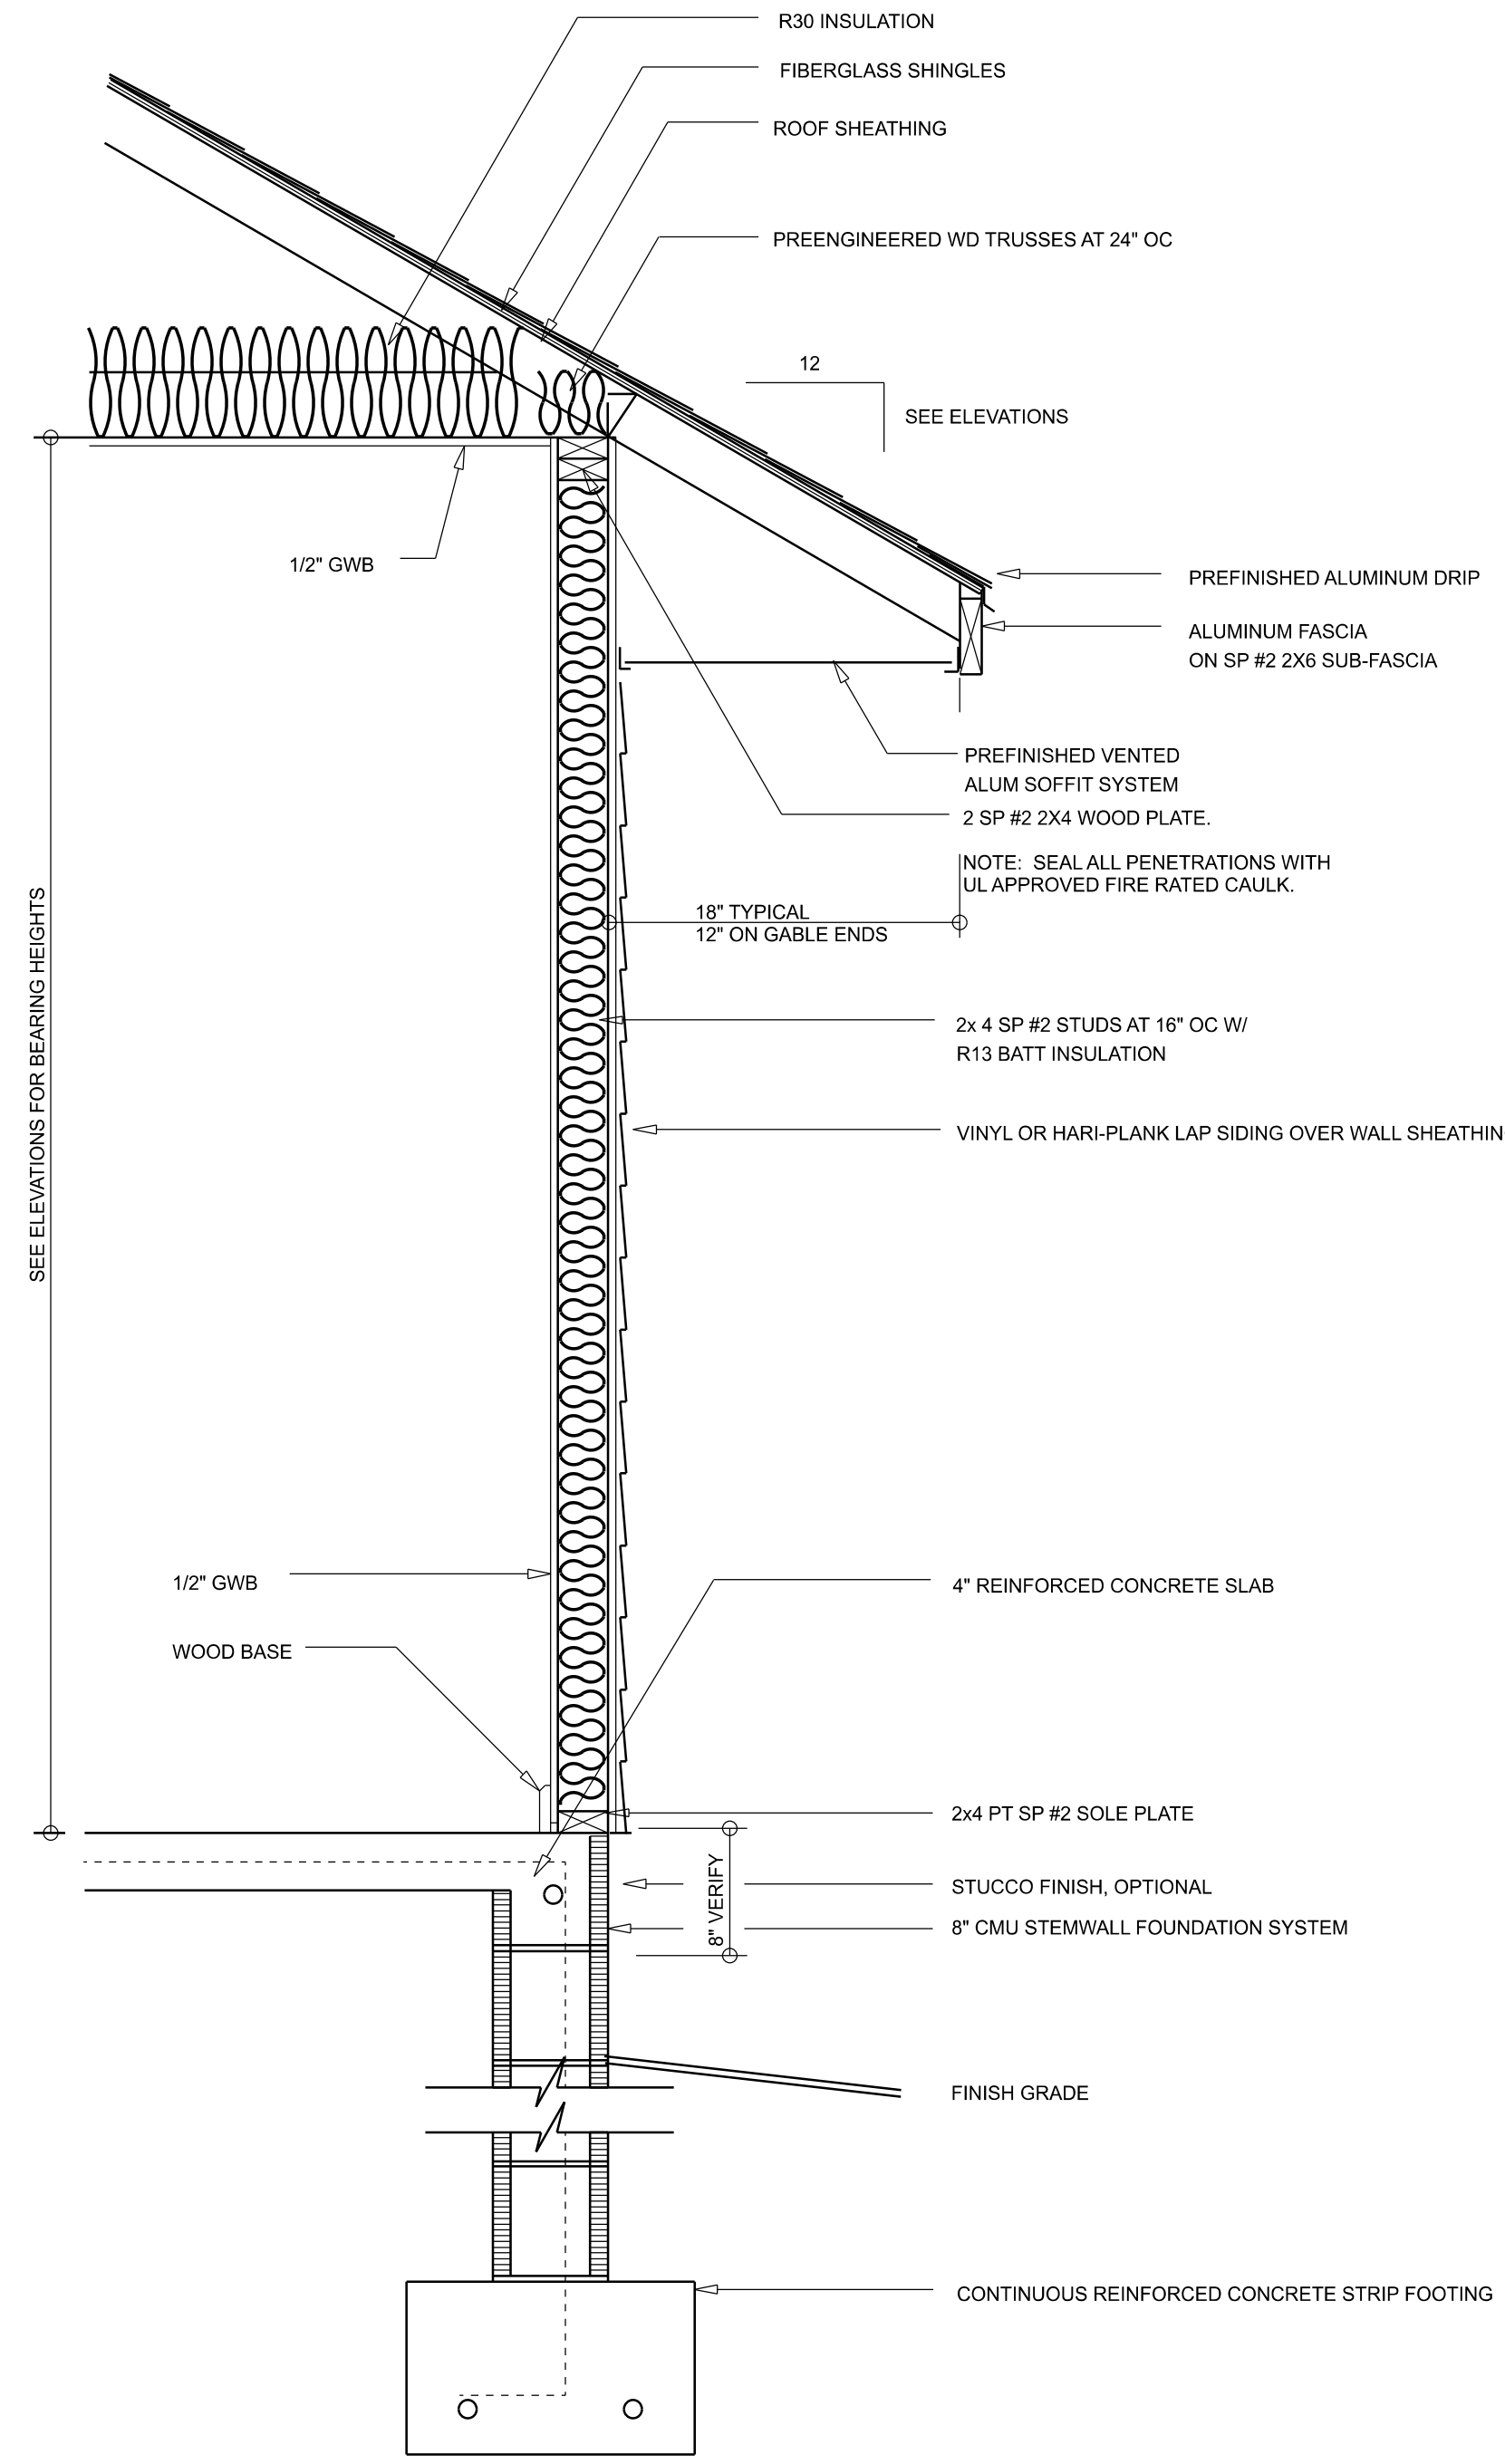 R30 INSULATION
FIBERGLASS SHINGLES
ROOF SHEATHING
PREENGINEERED WD TRUSSES AT 24" OC
12
SEE ELEVATIONS
1/2" GWB
PREFINISHED ALUMINUM DRIP
ALUMINUM FASCIA
ON SP #2 2X6 SUB-FASCIA
PREFINISHED VENTED
ALUM SOFFIT SYSTEM
2 SP #2 2X4 WOOD PLATE.
NOTE: SEAL ALL PENETRATIONS WITH
UL APPROVED FIRE RATED CAULK.
18" TYPICAL
12" ON GABLE ENDS
SEE ELEVATIONS FOR BEARING HEIGHTS
2x 4 SP #2 STUDS AT 16" OC W/
R13 BATT INSULATION
VINYL OR HARI-PLANK LAP SIDING OVER WALL SHEATHIN
1/2" GWB
4" REINFORCED CONCRETE SLAB
WOOD BASE
2x4 PT SP #2 SOLE PLATE
8" VERIFY
STUCCO FINISH, OPTIONAL
8" CMU STEMWALL FOUNDATION SYSTEM
FINISH GRADE
CONTINUOUS REINFORCED CONCRETE STRIP FOOTING